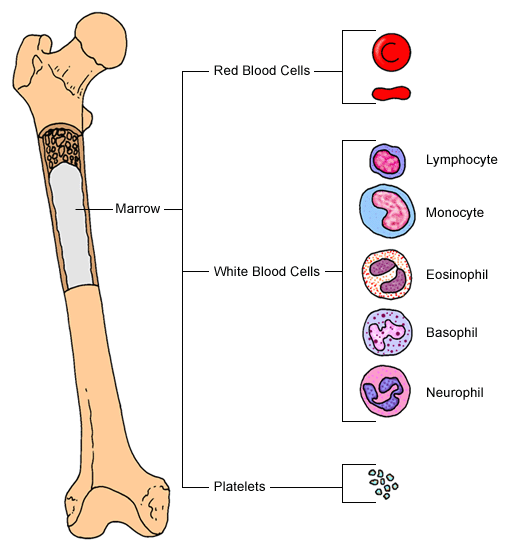 Red Blood Cells
Lymphocyte
Monocyte
Marrow
White Blood Cells
Eosinophil
Basophil
Neurophil
Platelets